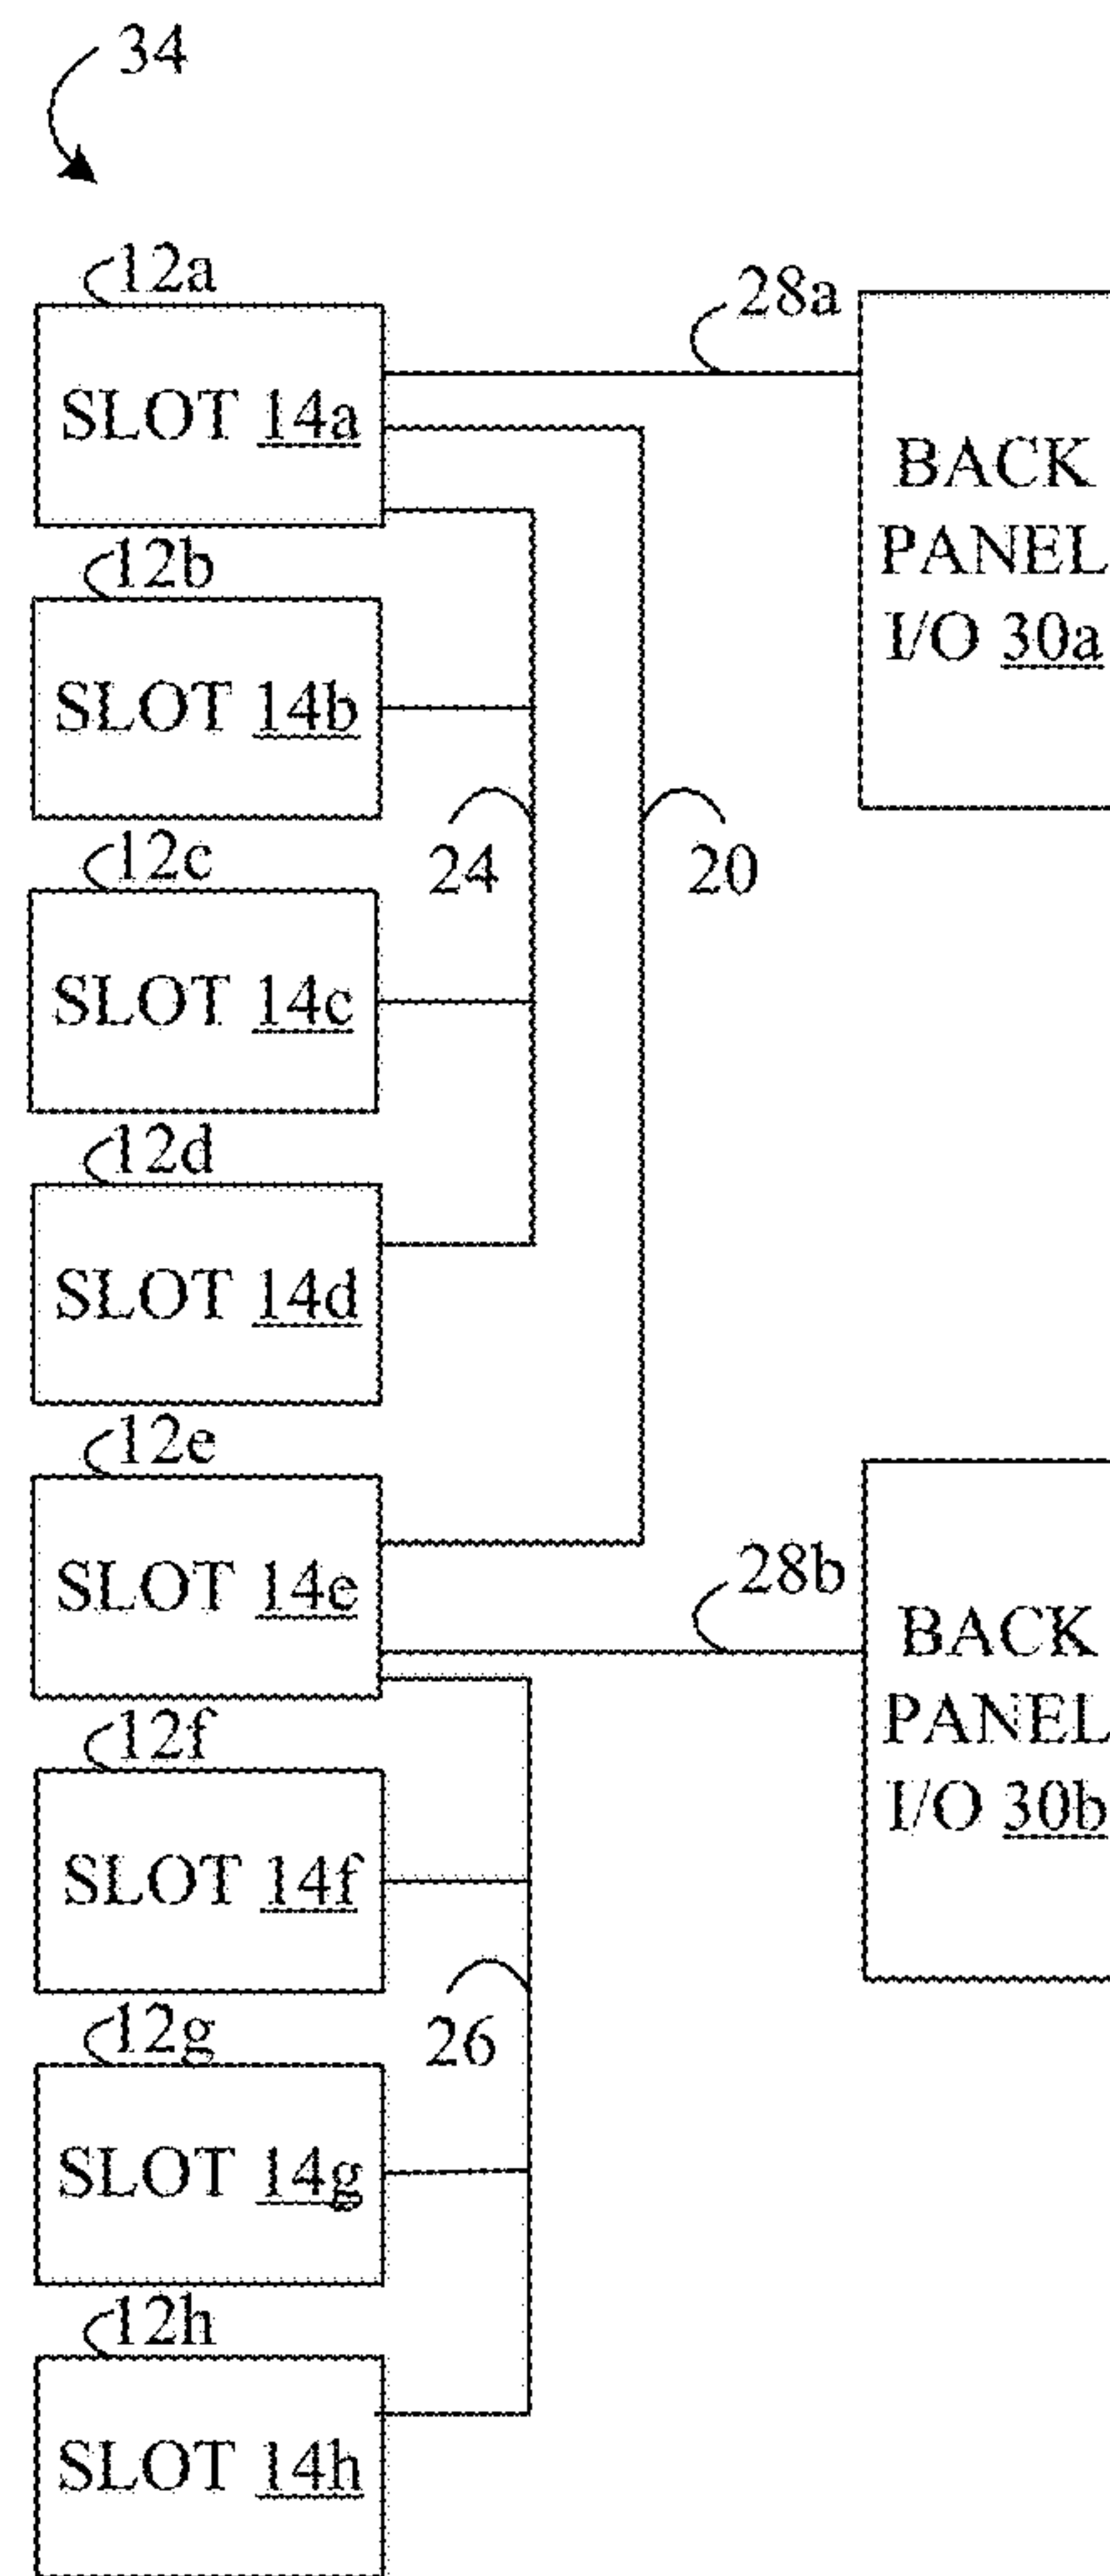 34
12a
28a
SLOT 14a
BACK
PANEL
I/O 30a
12b
SLOT 14b
24
20
12c
SLOT 14c
12d
SLOT 14d
12e
SLOT 14e
28b
BACK
PANEL
I/O 30b
12f
SLOT 14f
26
12g
SLOT 14g
12h
SLOT 14h